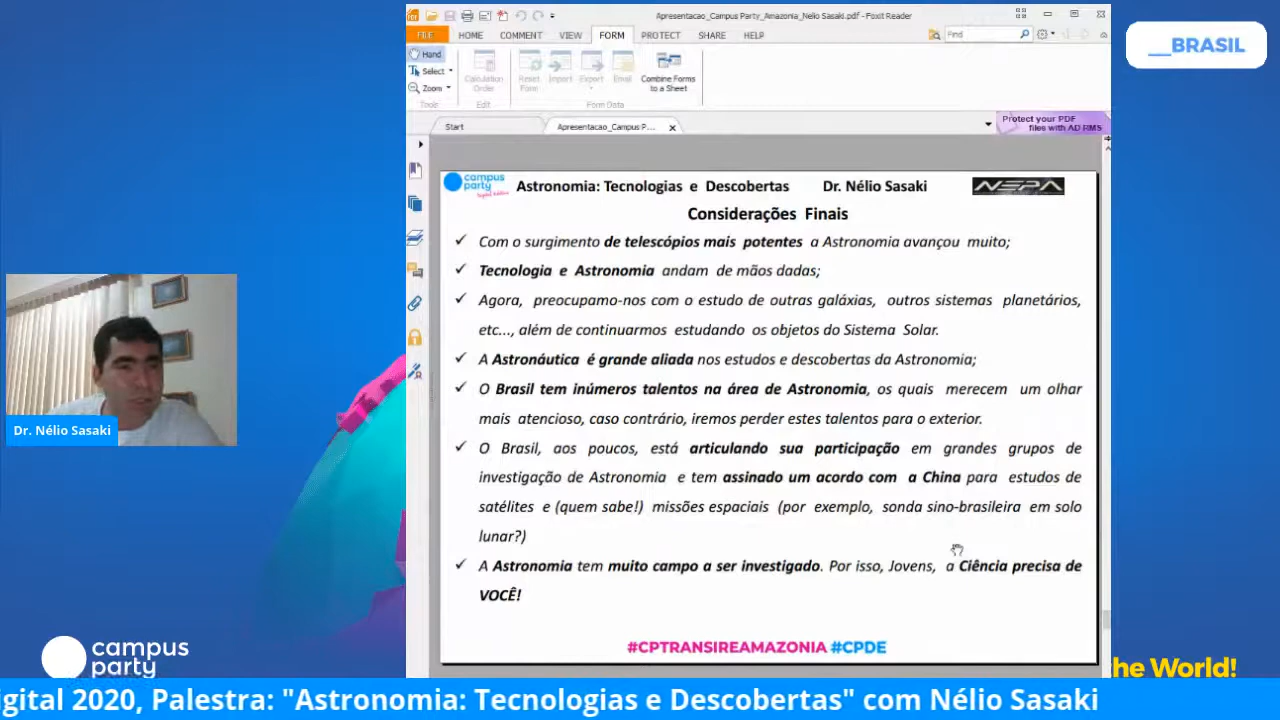 Apresentacao_Campus Party_Amazonia_Nelio Sasaki.pdf - Foxit Reader
FILE HOME COMMENT VIEW FORM PROTECT SHARE HELP Find
Hand
Select
Zoom
Tools
Calculation Order
Edit
Reset Form Import Export Email Combine Forms to a Sheet
Form Data
Start Apresentacao_Campus P...
Protect your PDF
files with AD RMS
__BRASIL
campus
party
Astronomia: Tecnologias e Descobertas Dr. Nélio Sasaki NEPA
Considerações Finais
✓ Com o surgimento de telescópios mais potentes a Astronomia avançou muito;
✓ Tecnologia e Astronomia andam de mãos dadas;
✓ Agora, preocupamo-nos com o estudo de outras galáxias, outros sistemas planetários,
etc..., além de continuarmos estudando os objetos do Sistema Solar.
✓ A Astronáutica é grande aliada nos estudos e descobertas da Astronomia;
✓ O Brasil tem inúmeros talentos na área de Astronomia, os quais merecem um olhar
mais atencioso, caso contrário, iremos perder estes talentos para o exterior.
✓ O Brasil, aos poucos, está articulando sua participação em grandes grupos de
investigação de Astronomia e tem assinado um acordo com a China para estudos de
satélites e (quem sabe!) missões espaciais (por exemplo, sonda sino-brasileira em solo
lunar?)
✓ A Astronomia tem muito campo a ser investigado. Por isso, Jovens, a Ciência precisa de
VOCÊ!
#CPTRANSIREAMAZONIA #CPDE
Dr. Nélio Sasaki
campus
party
he World!
igital 2020, Palestra: "Astronomia: Tecnologias e Descobertas" com Nélio Sasaki